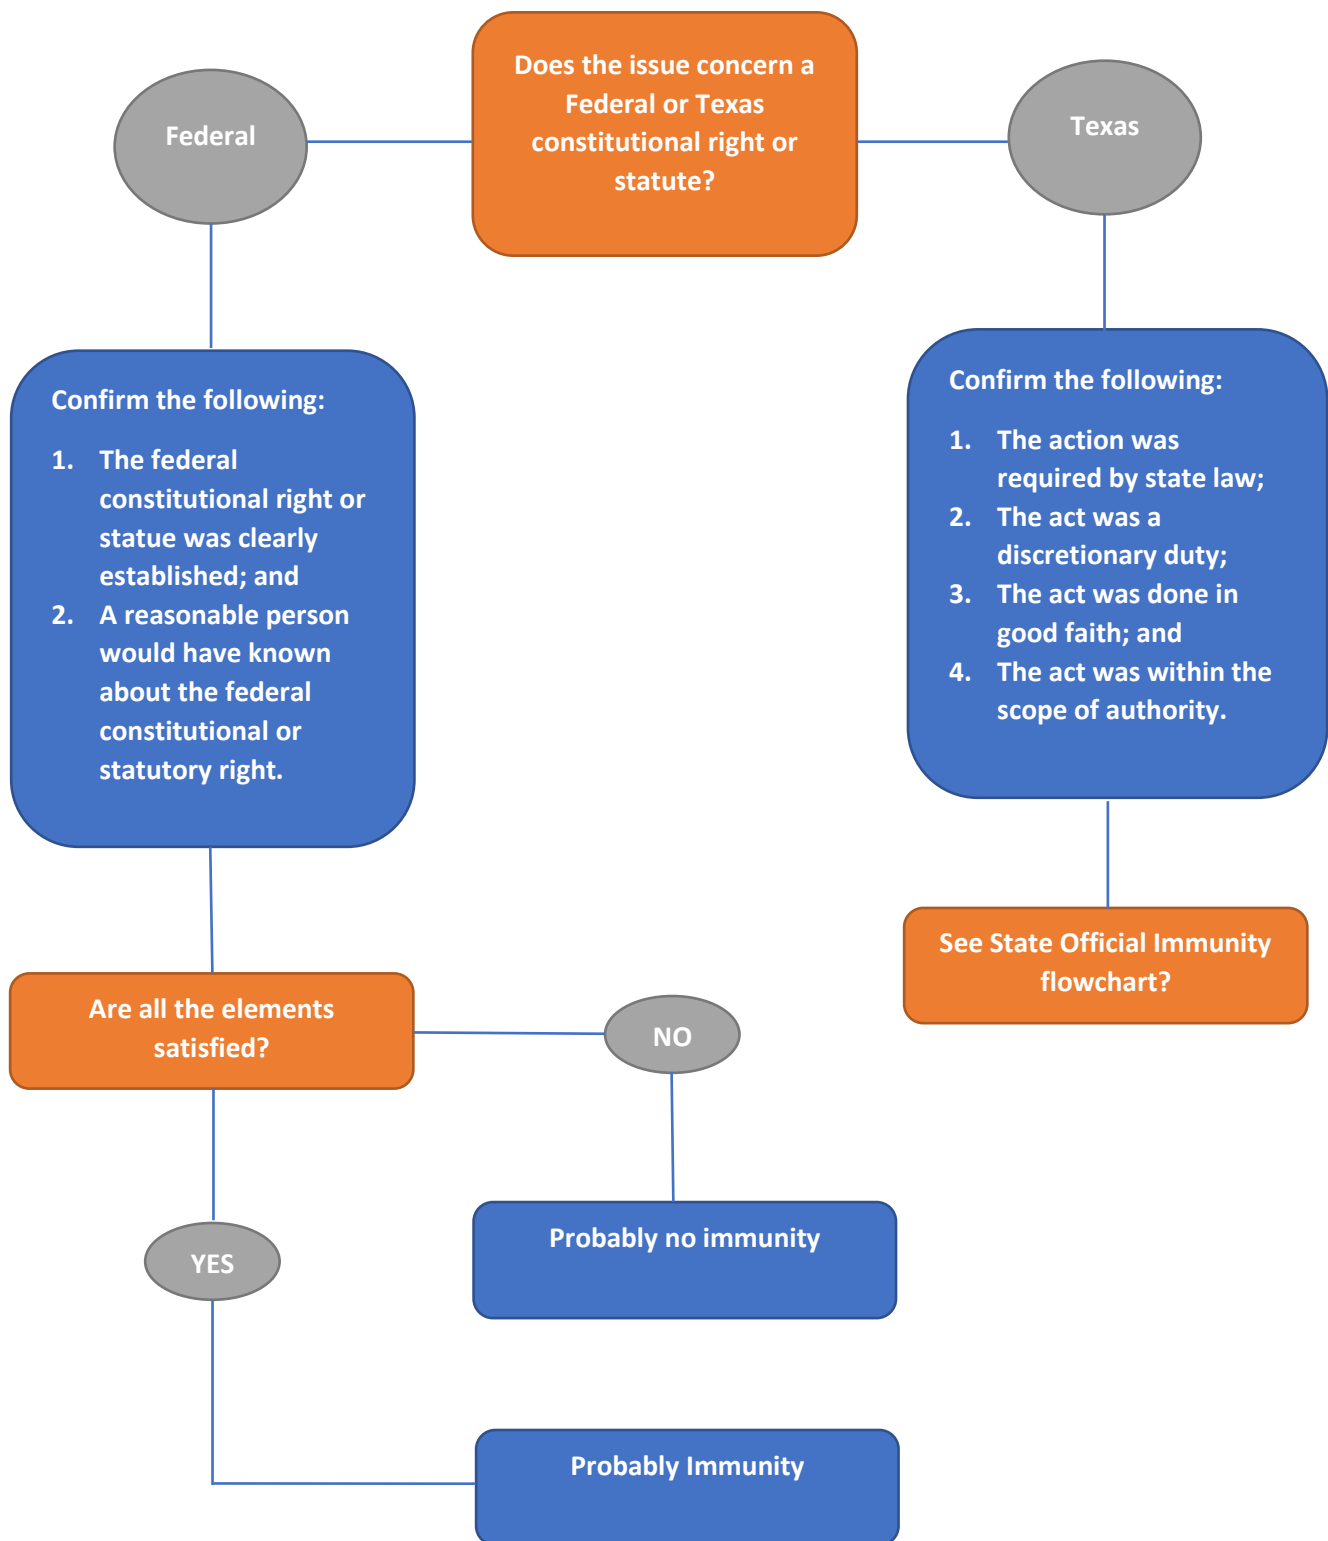 Does the issue concern a
Federal or Texas
constitutional right or
statute?
Federal
Texas
Confirm the following:
1. The federal
constitutional right or
statue was clearly
established; and
2. A reasonable person
would have known
about the federal
constitutional or
statutory right.
Confirm the following:
1. The action was
required by state law;
2. The act was a
discretionary duty;
3. The act was done in
good faith; and
4. The act was within the
scope of authority.
See State Official Immunity
flowchart?
Are all the elements
satisfied?
NO
YES
Probably no immunity
Probably Immunity